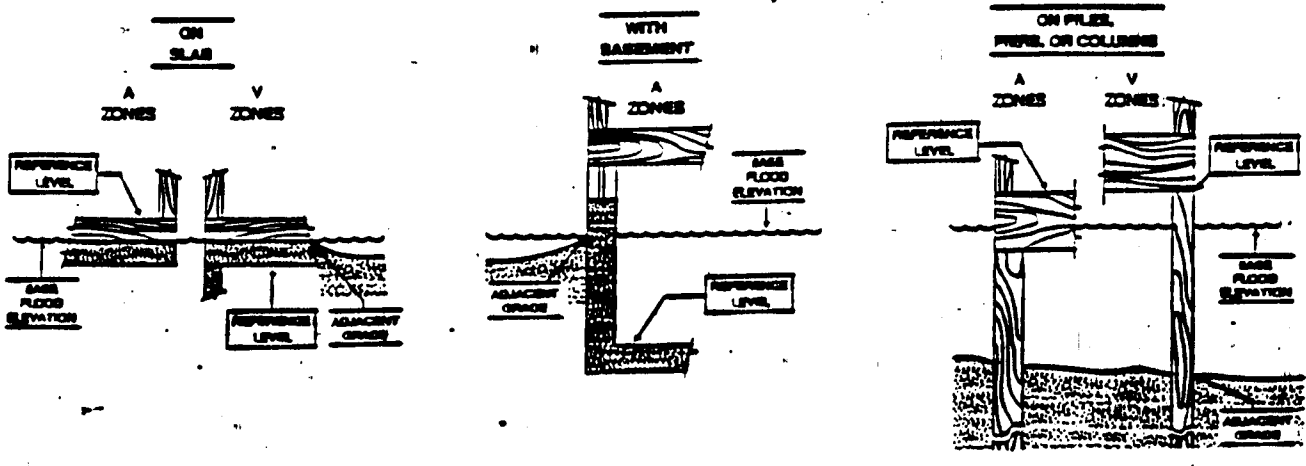 ON
SLAB
A
ZONES
V
ZONES
REFERENCE
LEVEL
BASE
FLOOD
ELEVATION
REFERENCE
LEVEL
ADJACENT
GRADE
WITH
BASEMENT
A
ZONES
BASE
FLOOD
ELEVATION
ADJACENT
GRADE
REFERENCE
LEVEL
ON PILES,
PIERS, OR COLUMNS
A
ZONES
V
ZONES
REFERENCE
LEVEL
REFERENCE
LEVEL
BASE
FLOOD
ELEVATION
ADJACENT
GRADE